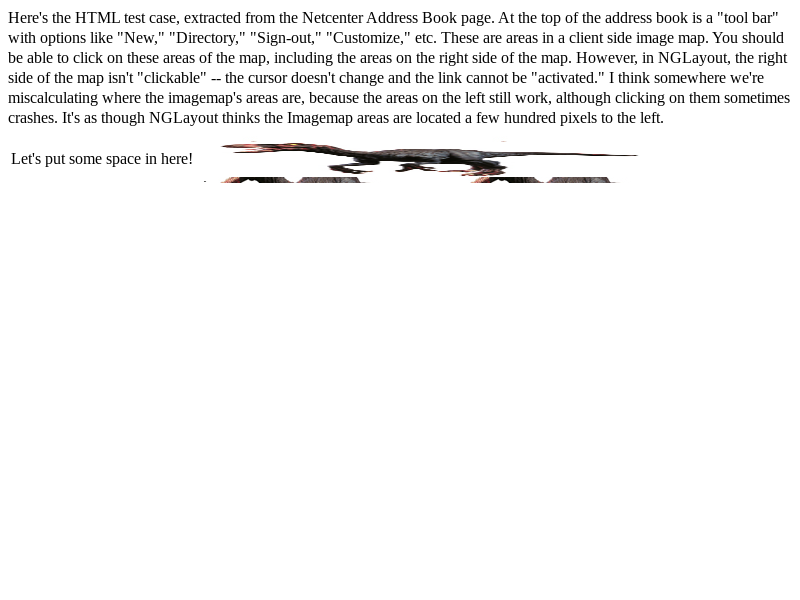 Here's the HTML test case, extracted from the Netcenter Address Book page. At the top of the address book is a "tool bar"
with options like "New," "Directory," "Sign-out," "Customize," etc. These are areas in a client side image map. You should
be able to click on these areas of the map, including the areas on the right side of the map. However, in NGLayout, the right
side of the map isn't "clickable" -- the cursor doesn't change and the link cannot be "activated." I think somewhere we're
miscalculating where the imagemap's areas are, because the areas on the left still work, although clicking on them sometimes
crashes. It's as though NGLayout thinks the Imagemap areas are located a few hundred pixels to the left.
Let's put some space in here!